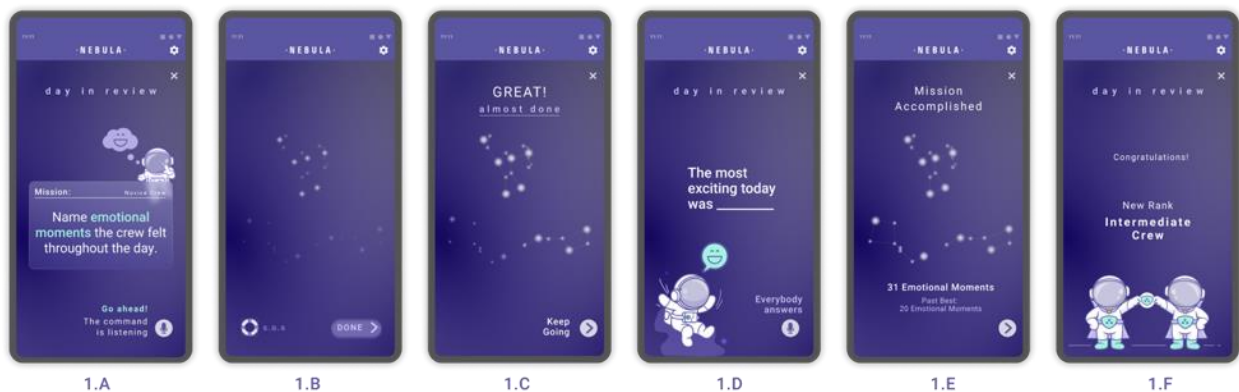 ·NEBULA·
day in review
Mission:
Novice Crew
Name emotional
moments the crew felt
throughout the day.
Go ahead!
The command
is listening
1.A
·NEBULA·
S.O.S
DONE
1.B
·NEBULA·
GREAT!
almost done
Keep
Going
1.C
·NEBULA·
day in review
The most
exciting today
was ________
Everybody
answers
1.D
·NEBULA·
Mission
Accomplished
31 Emotional Moments
Past Best:
20 Emotional Moments
1.E
·NEBULA·
day in review
Congratulations!
New Rank
Intermediate
Crew
1.F